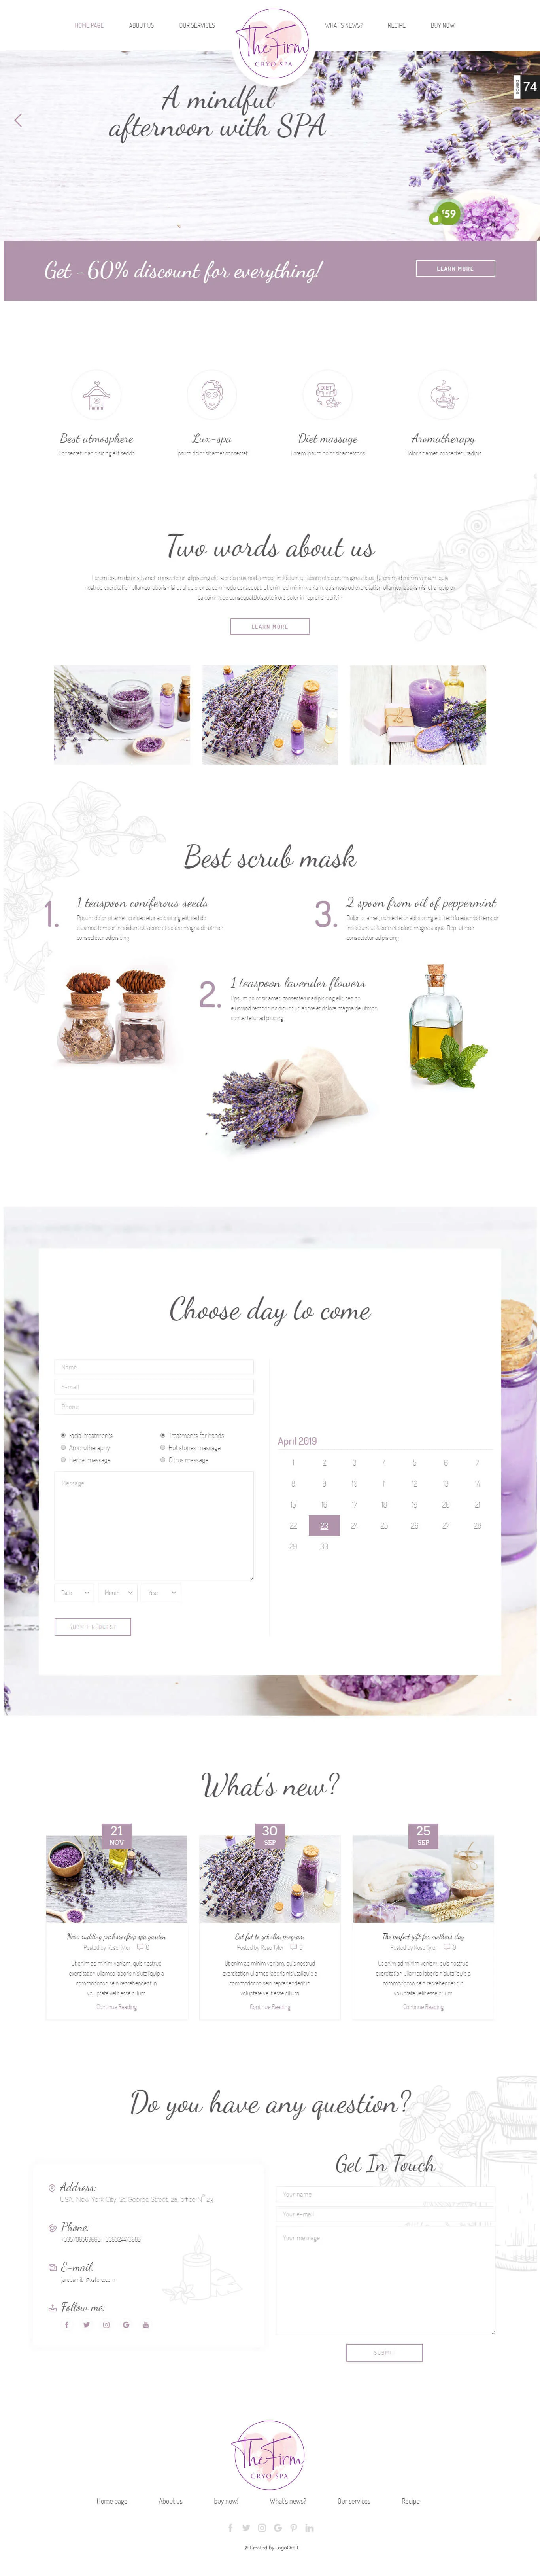 HOME PAGE ABOUT US OUR SERVICES WHAT'S NEWS? RECIPE BUY NOW!
The Firm
CRYO SPA
A mindful
afternoon with SPA
74
$59
Get -60% discount for everything!
LEARN MORE
Best atmosphere
Consectetur adipisicing elit seddo
Lux-spa
Ipsum dolor sit amet consectet
DIET
Diet massage
Lorem ipsum dolor sit ametcons
Aromatherapy
Dolor sit amet, consectet uradipis
Two words about us
Lorem ipsum dolor sit amet, consectetur adipisicing elit, sed do eiusmod tempor incididunt ut labore et dolore magna aliqua. Ut enim ad minim veniam, quis
nostrud exercitation ullamco laboris nisi ut aliquip ex ea commodo consequat. Ut enim ad minim veniam, quis nostrud exercitation ullamco laboris nisi ut aliquip ex
ea commodo consequatDuisaute irure dolor in reprehenderit in
LEARN MORE
Best scrub mask
1.
1 teaspoon coniferous seeds
Ripsum dolor sit amet, consectetur adipisicing elit, sed do
eiusmod tempor incididunt ut labore et dolore magna de utmon
consectetur adipisicing.
3.
2 spoon from oil of peppermint
Dolor sit amet, consectetur adipisicing elit, sed do eiusmod tempor
incididunt ut labore et dolore magna aliqua. Dep. utmon
consectetur adipisicing.
2.
1 teaspoon lavender flowers
Ripsum dolor sit amet, consectetur adipisicing elit, sed do
eiusmod tempor incididunt ut labore et dolore magna de utmon
consectetur adipisicing.
Choose day to come
Name
E-mail
Phone
Facial treatments Treatments for hands
Aromotheraphy Hot stones massage
Herbal massage Citrus massage
Message
Date Month Year
SUBMIT REQUEST
April 2019
1 2 3 4 5 6 7
8 9 10 11 12 13 14
15 16 17 18 19 20 21
22 23 24 25 26 27 28
29 30
What's new?
21
NOV
New: wadding park&rooftop spa garden
Posted by Rose Tyler 0
Ut enim ad minim veniam, quis nostrud
exercitation ullamco laboris nisiutaliquip a
commodocon sem reprehenderit in
voluptate velit esse cillum
Continue Reading
30
SEP
Eat fat to get slim program
Posted by Rose Tyler 0
Ut enim ad minim veniam, quis nostrud
exercitation ullamco laboris nisiutaliquip a
commodocon sem reprehenderit in
voluptate velit esse cillum
Continue Reading
25
SEP
The perfect gift for mothers day
Posted by Rose Tyler 0
Ut enim ad minim veniam, quis nostrud
exercitation ullamco laboris nisiutaliquip a
commodocon sem reprehenderit in
voluptate velit esse cillum
Continue Reading
Do you have any question?
Address:
USA, New York City, St. George Street, 2a, office N° 23
Phone:
E-mail:
jaredsmith@xstore.com
Follow me:
Get In Touch
Your name
Your e-mail
Your message
SUBMIT
The Firm
CRYO SPA
Home page About us buy now! What's news? Our services Recipe
@ Created by LogoOrbit